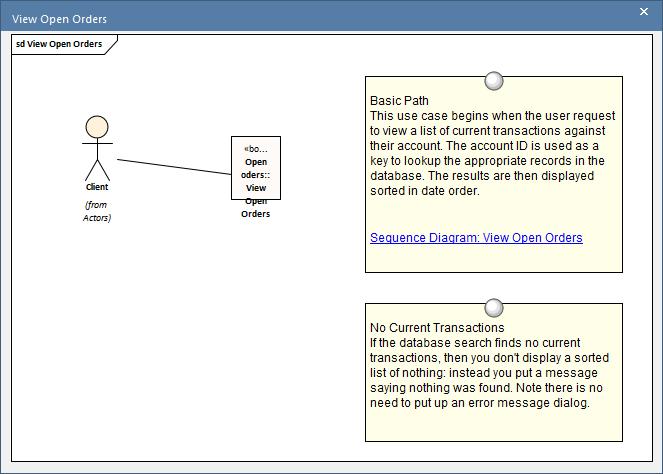 View Open Orders
sd View Open Orders
Client
(from
Actors)
«bo...
Open
oders::
View
Open
Orders
Basic Path
This use case begins when the user request
to view a list of current transactions against
their account. The account ID is used as a
key to lookup the appropriate records in the
database. The results are then displayed
sorted in date order.
Sequence Diagram: View Open Orders
No Current Transactions
If the database search finds no current
transactions, then you don't display a sorted
list of nothing: instead you put a message
saying nothing was found. Note there is no
need to put up an error message dialog.